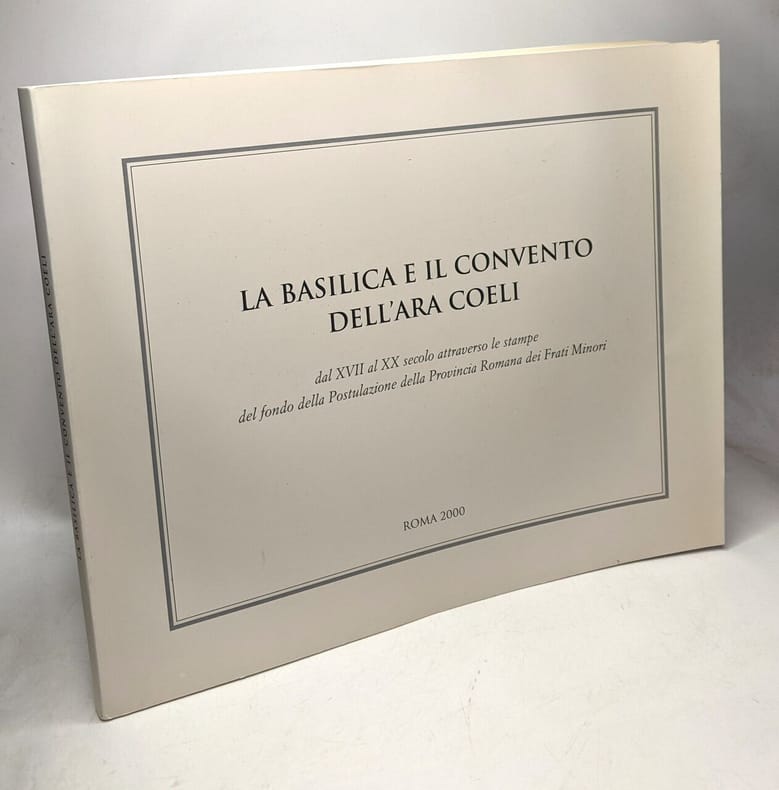 LA BASILICA E IL CONVENTO
DELL'ARA COELI
dal XVII al XX secolo attraverso le stampe
del fondo della Postulazione della Provincia Romana dei Frati Minori
ROMA 2000
LA BASILICA E IL CONVENTO DELL'ARA COELI